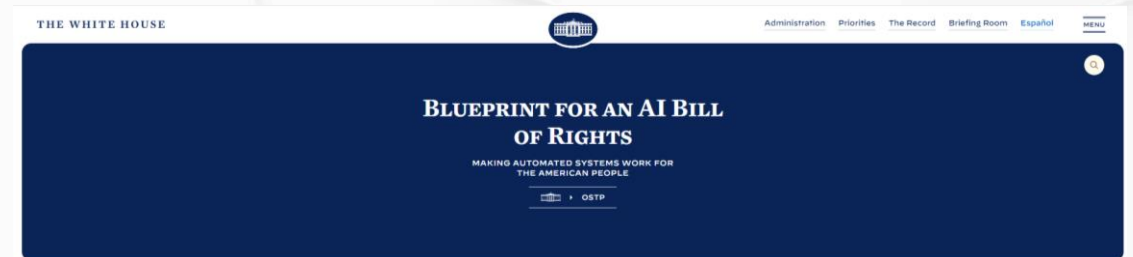 THE WHITE HOUSE
Administration Priorities The Record Briefing Room Español MENU
BLUEPRINT FOR AN AI BILL
OF RIGHTS
MAKING AUTOMATED SYSTEMS WORK FOR
THE AMERICAN PEOPLE
OSTP